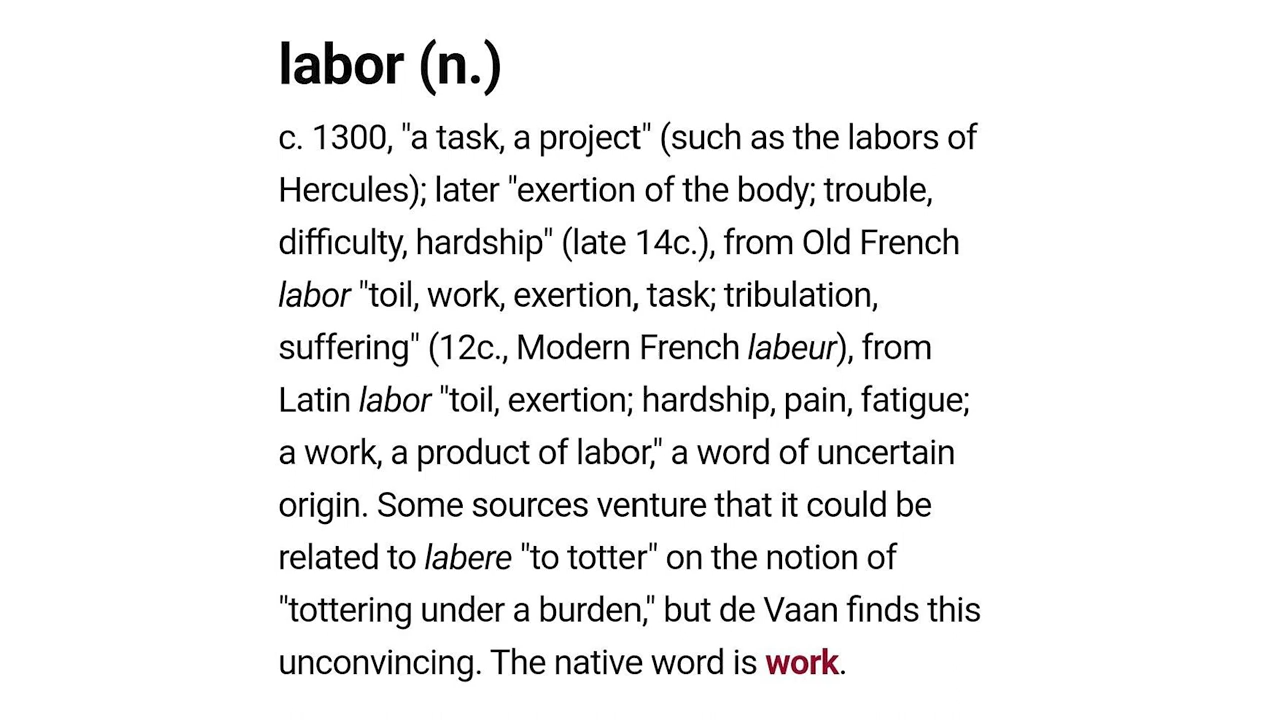 labor (n.)
c. 1300, "a task, a project" (such as the labors of
Hercules); later "exertion of the body; trouble,
difficulty, hardship" (late 14c.), from Old French
labor "toil, work, exertion, task; tribulation,
suffering" (12c., Modern French labeur), from
Latin labor "toil, exertion; hardship, pain, fatigue;
a work, a product of labor," a word of uncertain
origin. Some sources venture that it could be
related to labere "to totter" on the notion of
"tottering under a burden," but de Vaan finds this
unconvincing. The native word is work.